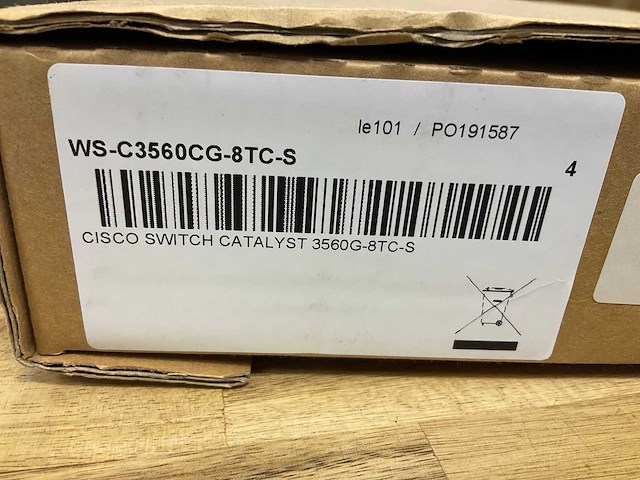 le101 / PO191587
WS-C3560CG-8TC-S
4
CISCO SWITCH CATALYST 3560G-8TC-S